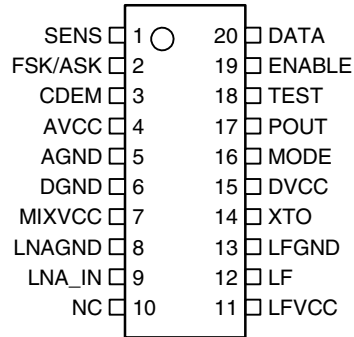 SENS 1 20 DATA
FSK/ASK 2 19 ENABLE
CDEM 3 18 TEST
AVCC 4 17 POUT
AGND 5 16 MODE
DGND 6 15 DVCC
MIXVCC 7 14 XTO
LNAGND 8 13 LFGND
LNA_IN 9 12 LF
NC 10 11 LFVCC